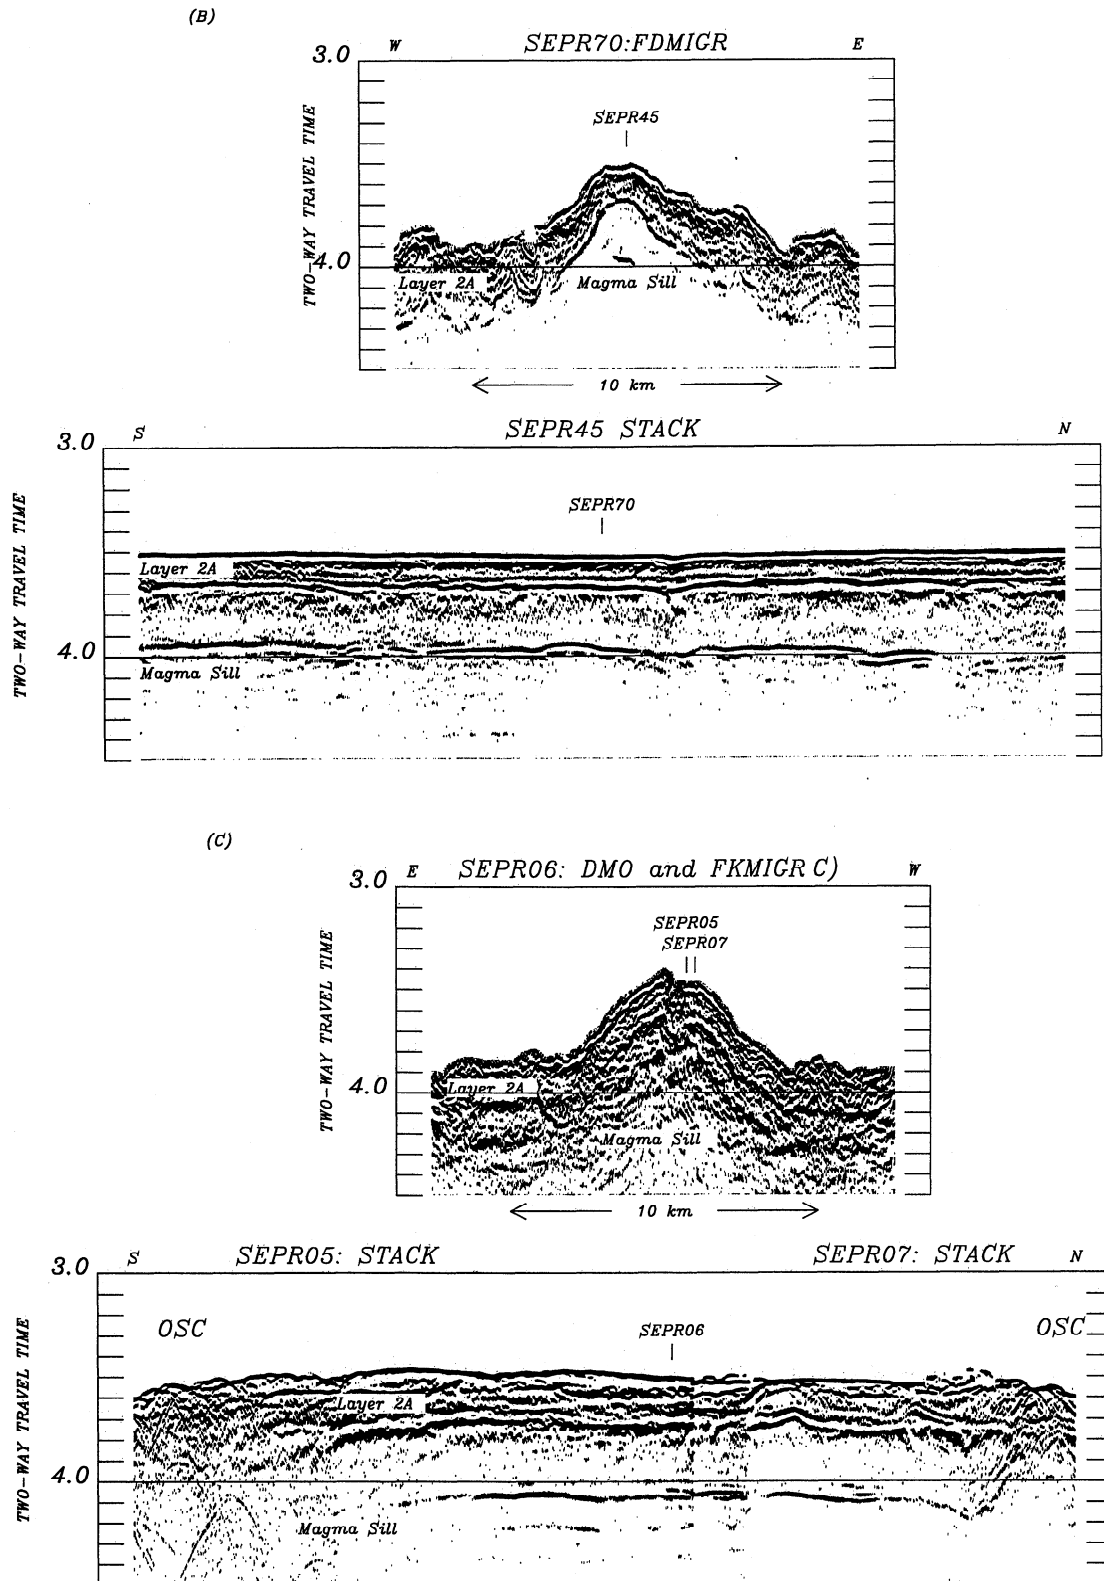 (B)
SEPR70:FDMIGR
3.0
W
E
SEPR45
TWO-WAY TRAVEL TIME
4.0
Layer 2A
Magma Sill
10 km
SEPR45 STACK
3.0
S
N
SEPR70
TWO-WAY TRAVEL TIME
Layer 2A
4.0
Magma Sill
(C)
SEPR06: DMO and FKMIGR C)
3.0
E
W
SEPR05
SEPR07
TWO-WAY TRAVEL TIME
4.0
Layer 2A
Magma Sill
10 km
SEPR05: STACK
SEPR07: STACK
3.0
S
N
OSC
SEPR06
OSC
TWO-WAY TRAVEL TIME
Layer 2A
4.0
Magma Sill